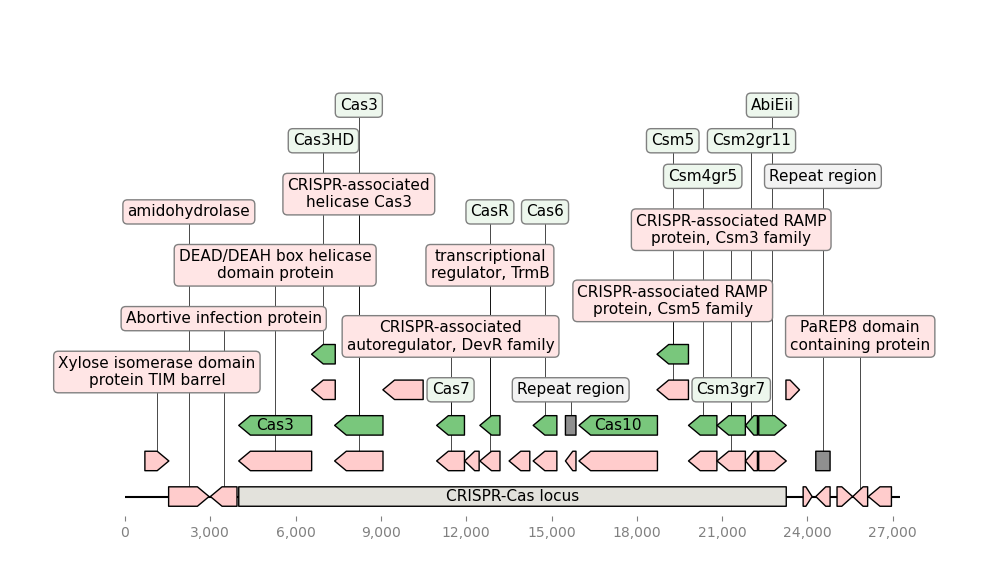 Cas3
AbiEii
Cas3HD
Csm5
Csm2gr11
Csm4gr5
Repeat region
CRISPR-associated
helicase Cas3
amidohydrolase
CasR
Cas6
CRISPR-associated RAMP
protein, Csm3 family
DEAD/DEAH box helicase
domain protein
transcriptional
regulator, TrmB
CRISPR-associated RAMP
protein, Csm5 family
Abortive infection protein
CRISPR-associated
autoregulator, DevR family
PaREP8 domain
containing protein
Xylose isomerase domain
protein TIM barrel
Cas7
Repeat region
Csm3gr7
Cas3
Cas10
CRISPR-Cas locus
0
3,000
6,000
9,000
12,000
15,000
18,000
21,000
24,000
27,000